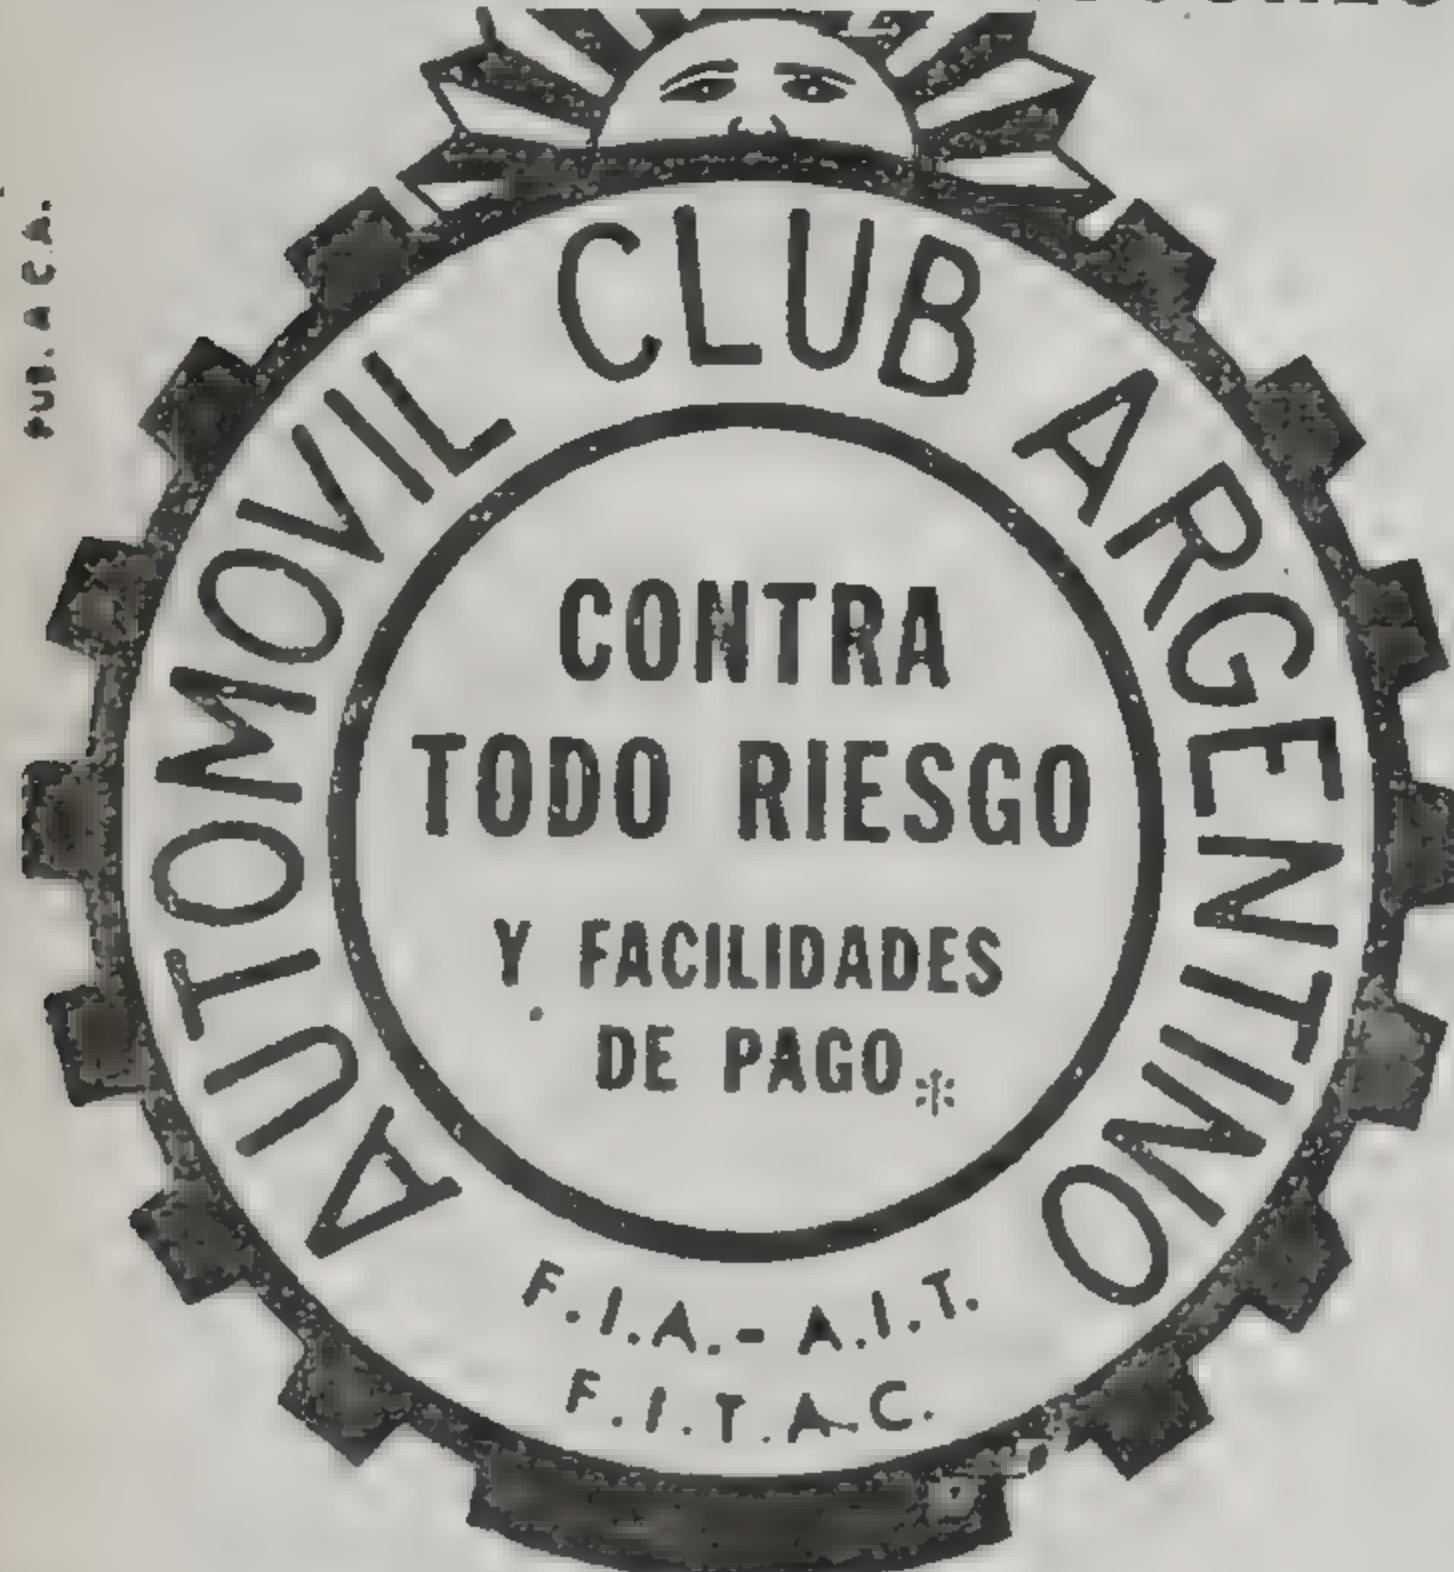 PUB. A C.A.
AUTOMOVIL CLUB ARGENTINO
CONTRA
TODO RIESGO
Y FACILIDADES
DE PAGO
F.I.A.- A.I.T.
F.I.T.A.C.